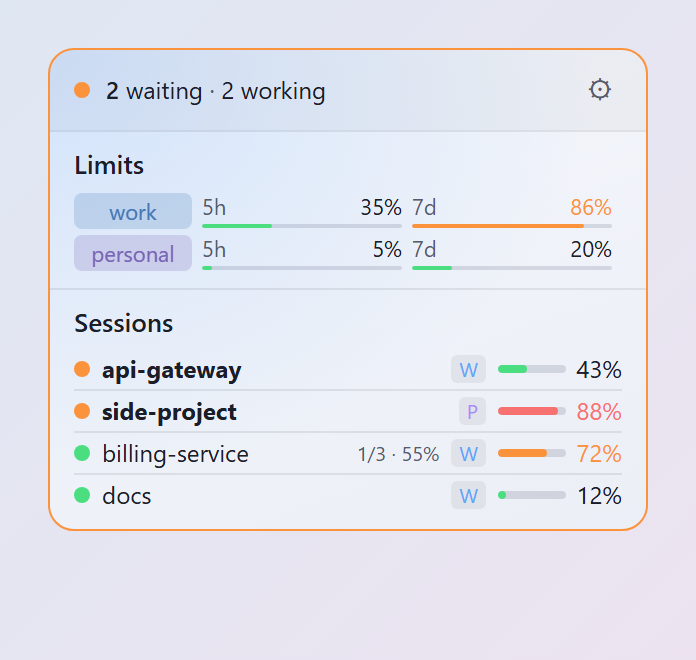 2 waiting · 2 working
Limits
work 5h 35% 7d 86%
personal 5h 5% 7d 20%
Sessions
api-gateway W 43%
side-project P 88%
billing-service 1/3 · 55% W 72%
docs W 12%